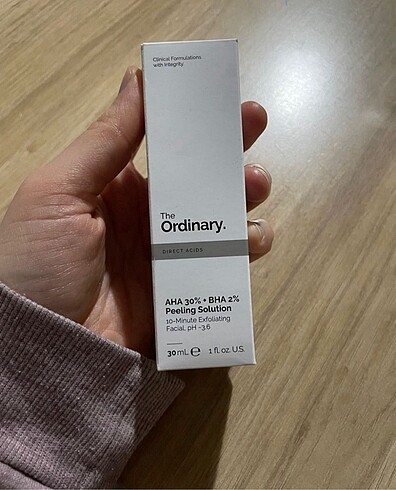 Clinical Formulations
with Integrity.
The
Ordinary.
DIRECT ACIDS
AHA 30% + BHA 2%
Peeling Solution
10-Minute Exfoliating
Facial, pH ~3.6
30 mL ℮ 1 fl. oz. U.S.